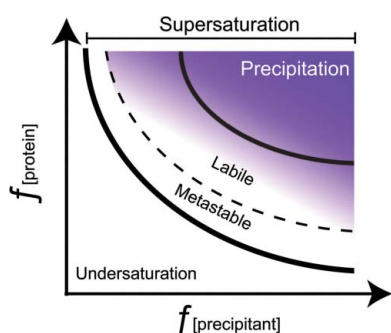 Supersaturation
Precipitation
Labile
Metastable
Undersaturation
f [protein]
f [precipitant]